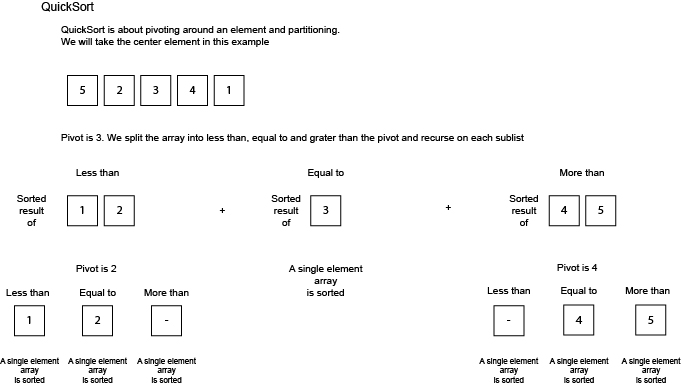 QuickSort
QuickSort is about pivoting around an element and partitioning.
We will take the center element in this example
5 2 3 4 1
Pivot is 3. We split the array into less than, equal to and grater than the pivot and recurse on each sublist
Less than Equal to More than
Sorted
result
of
1 2
+
Sorted
result
of
3
+
Sorted
result
of
4 5
Pivot is 2
Less than Equal to More than
1 2 -
A single element
array
is sorted
A single element
array
is sorted
A single element
array
is sorted
A single element
array
is sorted
Pivot is 4
Less than Equal to More than
- 4 5
A single element
array
is sorted
A single element
array
is sorted
A single element
array
is sorted